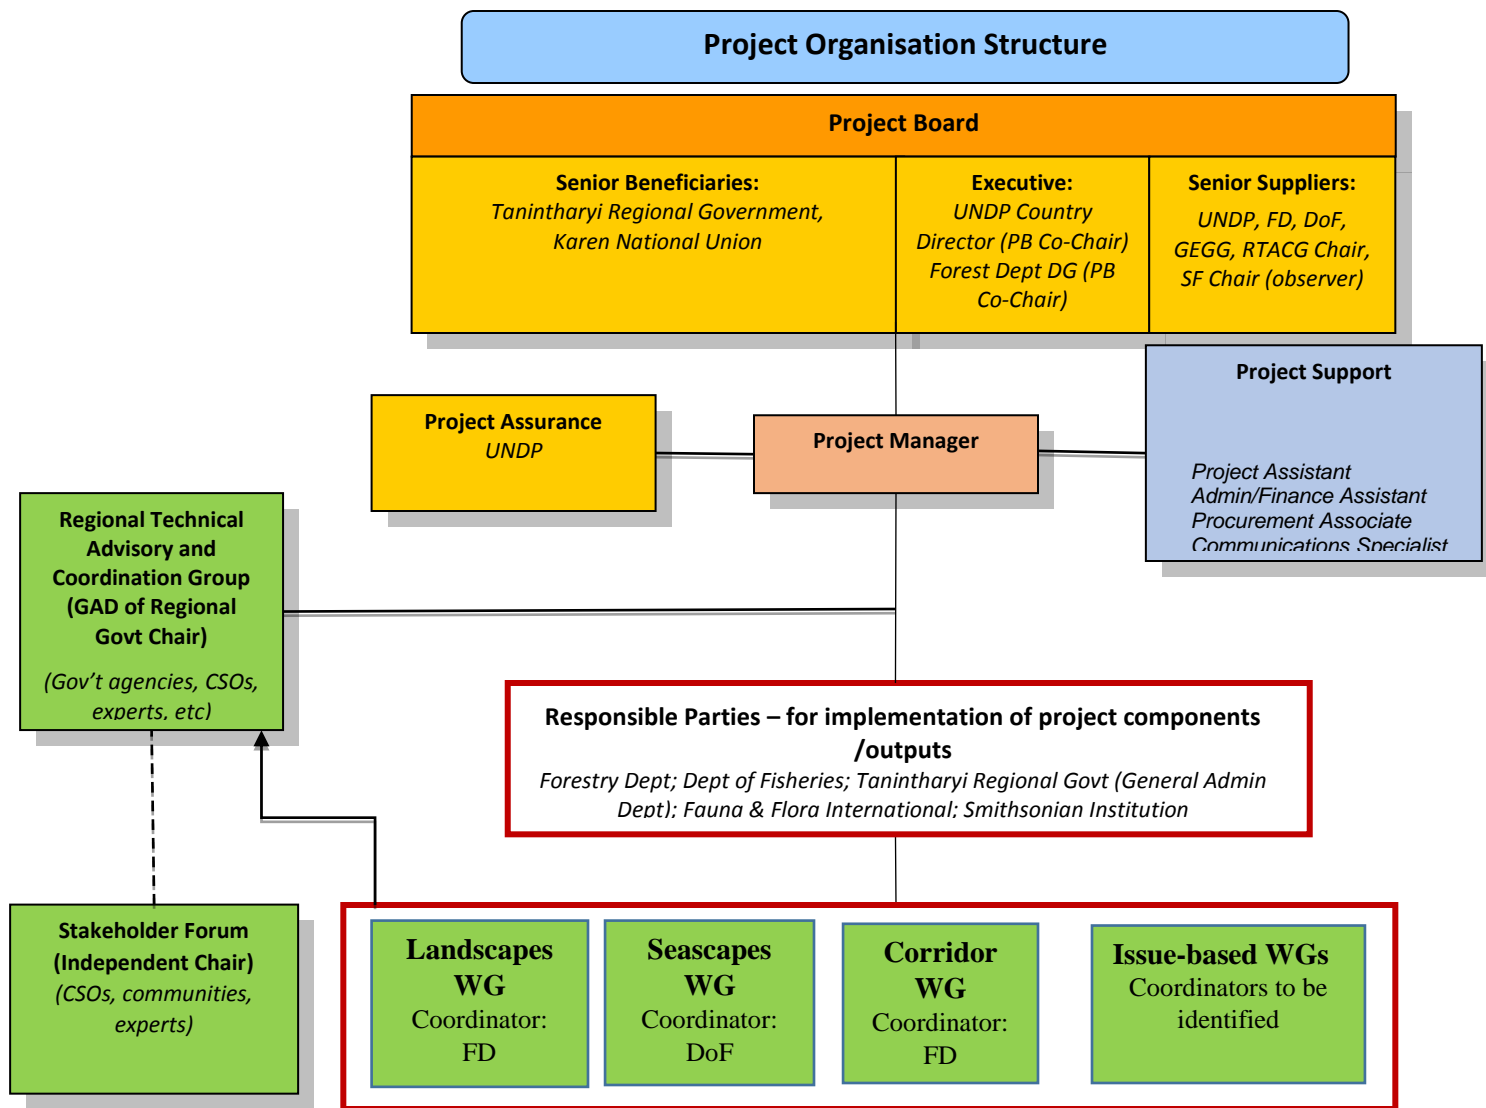 Project Organisation Structure
Project Board
Senior Beneficiaries:
Tanintharyi Regional Government,
Karen National Union
Executive:
UNDP Country
Director (PB Co-Chair)
Forest Dept DG (PB
Co-Chair)
Senior Suppliers:
UNDP, FD, DoF,
GEGG, RTACG Chair,
SF Chair (observer)
Project Assurance
UNDP
Project Manager
Project Support
Project Assistant
Admin/Finance Assistant
Procurement Associate
Communications Specialist
Regional Technical
Advisory and
Coordination Group
(GAD of Regional
Govt Chair)
(Gov’t agencies, CSOs,
experts, etc)
Responsible Parties – for implementation of project components
/outputs
Forestry Dept; Dept of Fisheries; Tanintharyi Regional Govt (General Admin
Dept); Fauna & Flora International; Smithsonian Institution
Stakeholder Forum
(Independent Chair)
(CSOs, communities,
experts)
Landscapes
WG
Coordinator:
FD
Seascapes
WG
Coordinator:
DoF
Corridor
WG
Coordinator:
FD
Issue-based WGs
Coordinators to be
identified